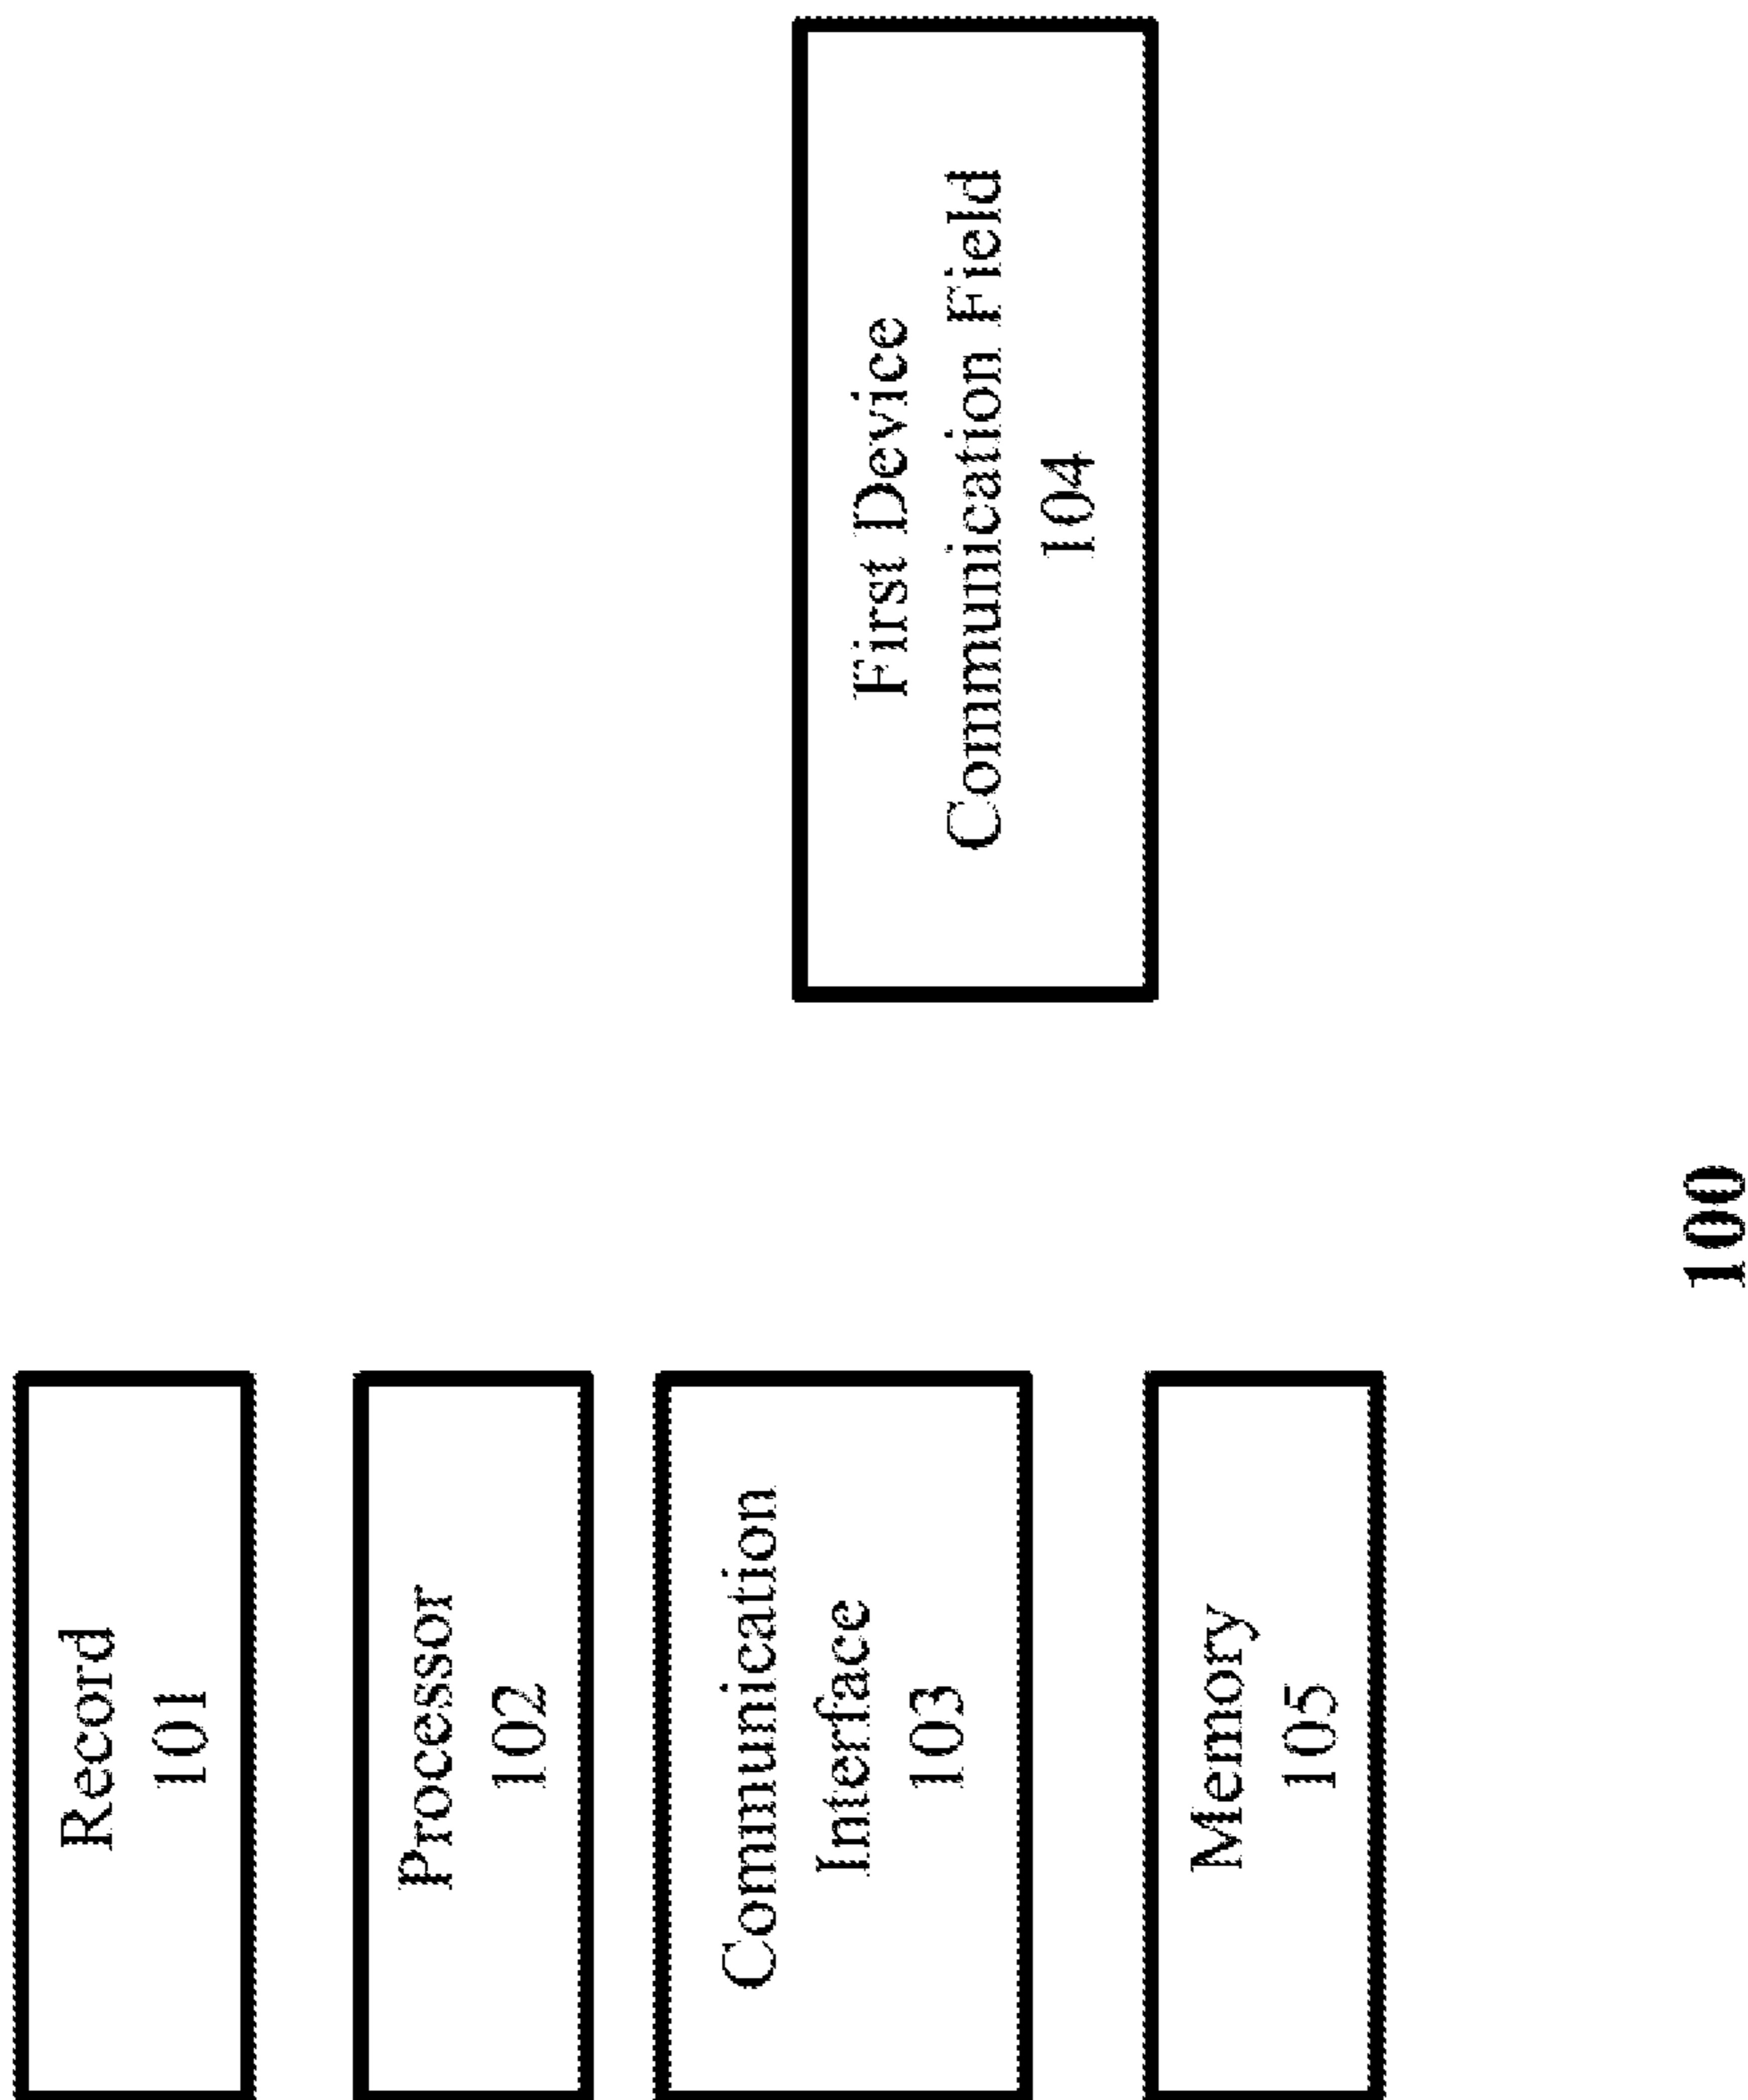 Record
101
Processor
102
Communication
Interface
103
First Device
Communication Field
104
Memory
105
100